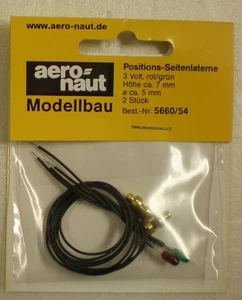 www.aero-naut.de
aero-
naut
Modellbau
Positions-Seitenlaterne
3 Volt, rot/grün
Höhe ca. 7 mm
ø ca. 5 mm
2 Stück
Best.-Nr. 5660/54